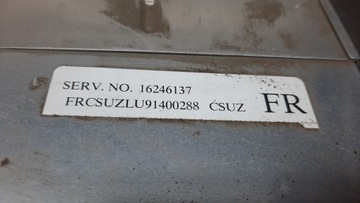 SERV. NO. 16246137
FRCSUZLU91400288 CSUZ FR